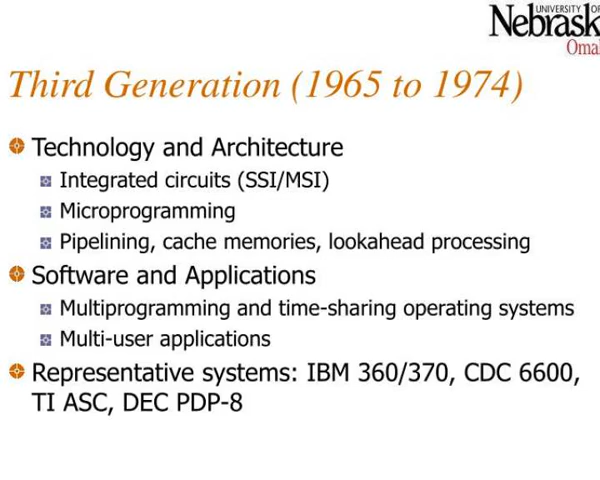 UNIVERSITY OF
Nebrask
Omah
Third Generation (1965 to 1974)
Technology and Architecture
Integrated circuits (SSI/MSI)
Microprogramming
Pipelining, cache memories, lookahead processing
Software and Applications
Multiprogramming and time-sharing operating systems
Multi-user applications
Representative systems: IBM 360/370, CDC 6600,
TI ASC, DEC PDP-8